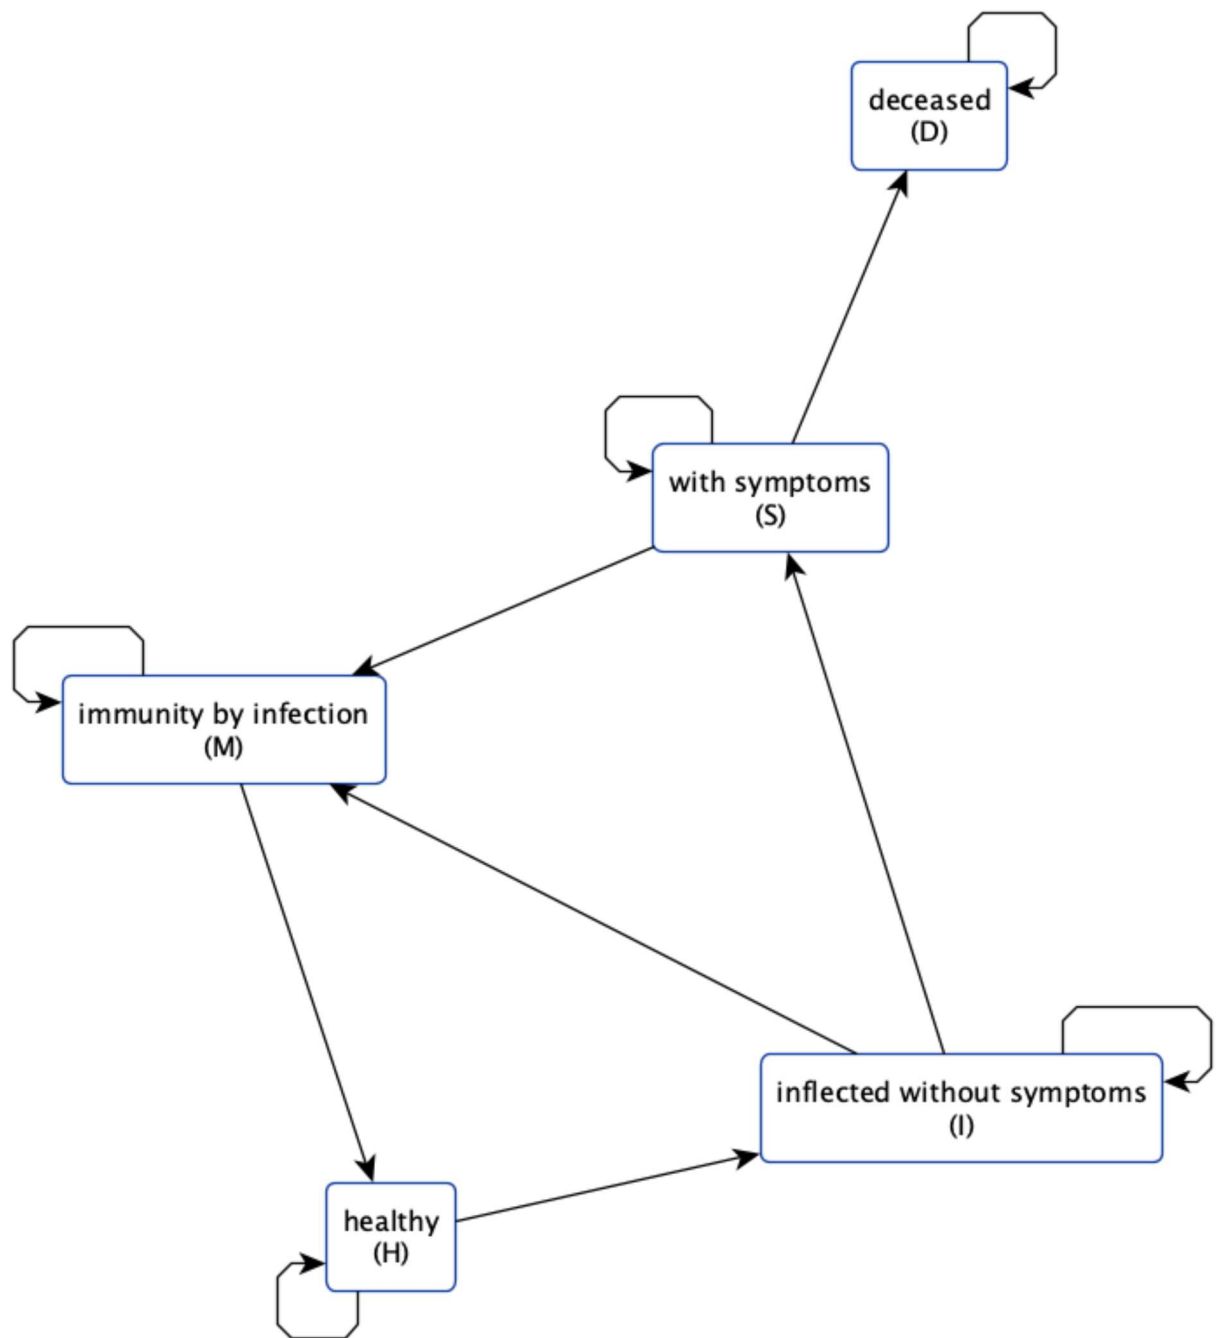 deceased
(D)
with symptoms
(S)
immunity by infection
(M)
inflected without symptoms
(I)
healthy
(H)